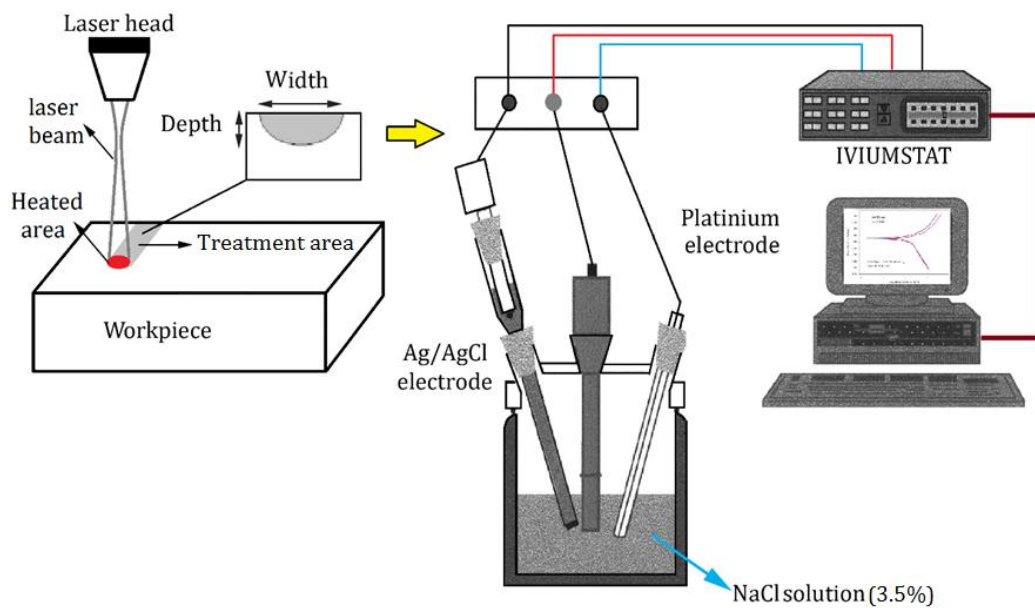 Laser head
laser
beam
Width
Depth
Heated
area
Treatment area
Workpiece
IVIUMSTAT
Platinium
electrode
Ag/AgCl
electrode
NaCl solution (3.5%)